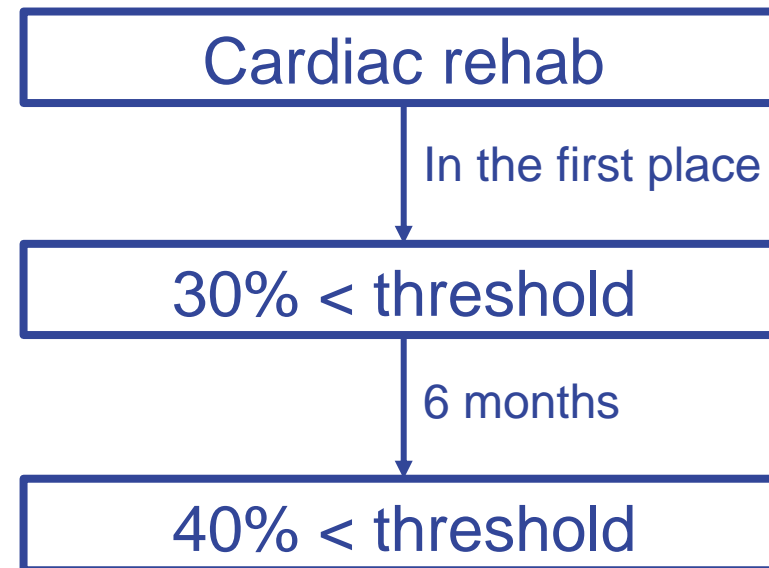 Cardiac rehab
In the first place
30% < threshold
6 months
40% < threshold